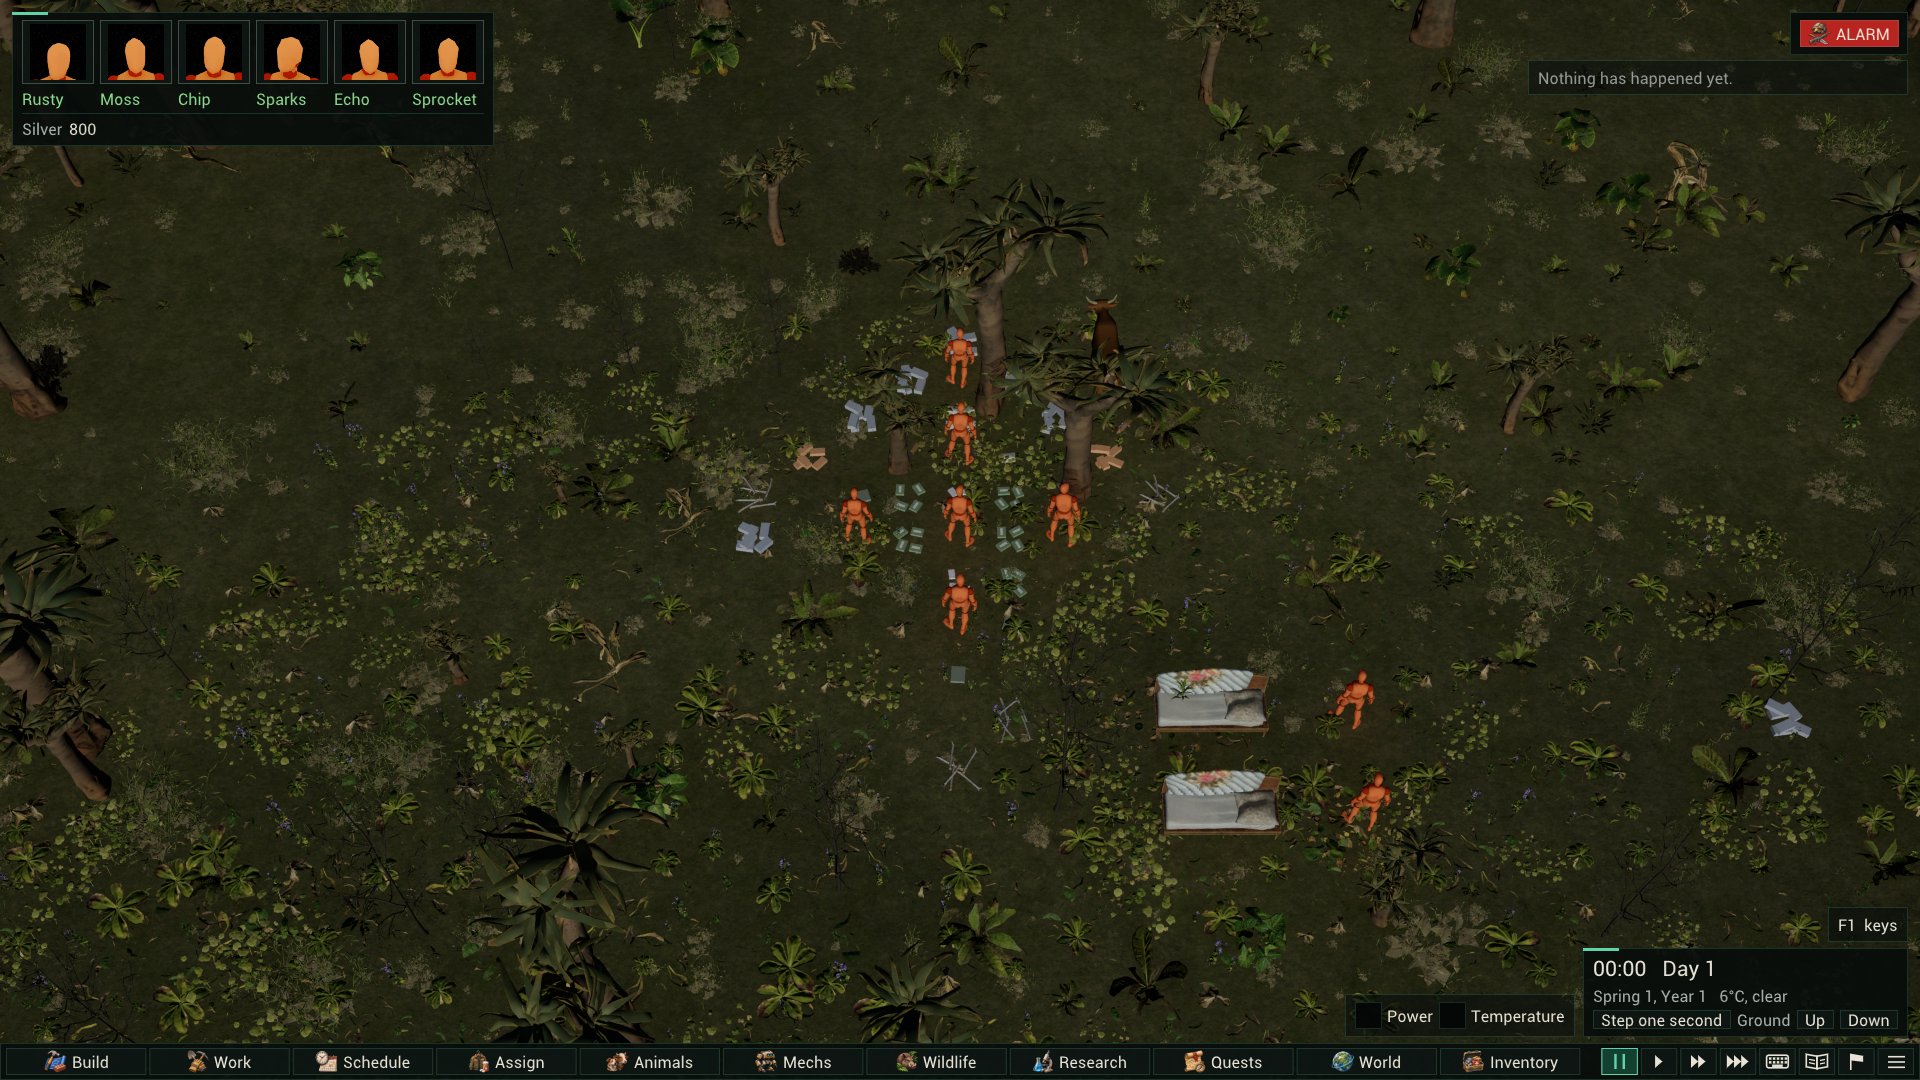 Rusty Moss Chip Sparks Echo Sprocket
Silver 800
ALARM
Nothing has happened yet.
F1 keys
00:00 Day 1
Spring 1, Year 1 6°C, clear
Power Temperature
Step one second Ground Up Down
Build Work Schedule Assign Animals Mechs Wildlife Research Quests World Inventory